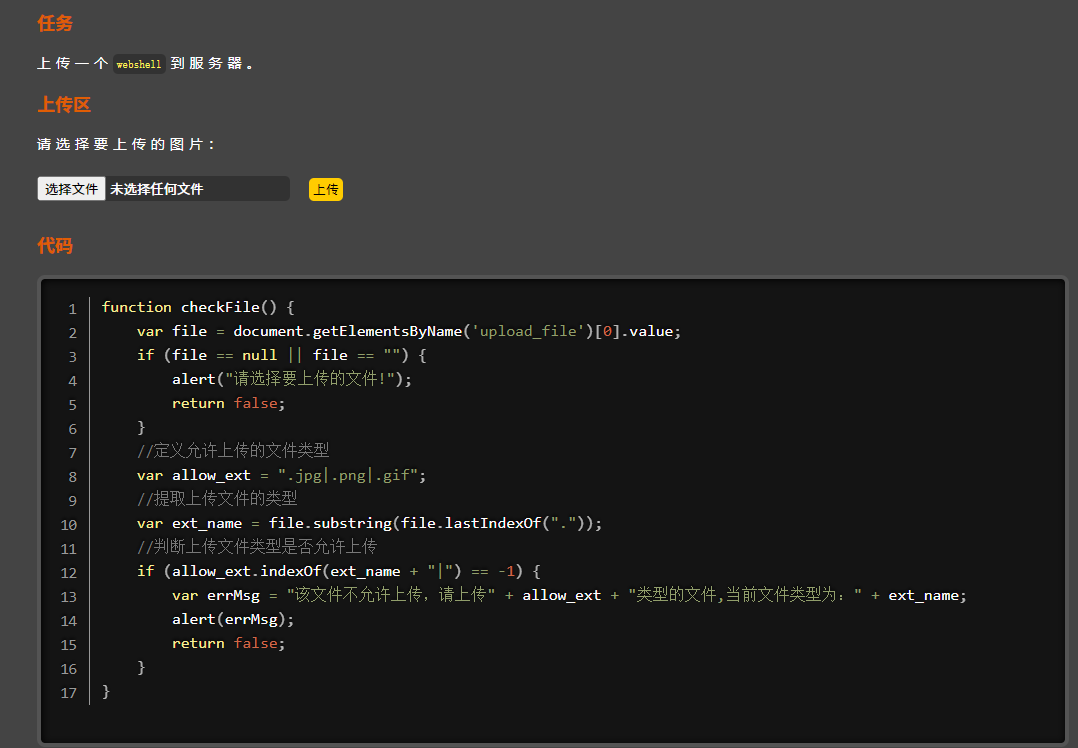 任务
上传一个 webshell 到服务器。
上传区
请选择要上传的图片：
选择文件 未选择任何文件 上传
代码
1 function checkFile() {
2     var file = document.getElementsByName('upload_file')[0].value;
3     if (file == null || file == "") {
4         alert("请选择要上传的文件!");
5         return false;
6     }
7     //定义允许上传的文件类型
8     var allow_ext = ".jpg|.png|.gif";
9     //提取上传文件的类型
10     var ext_name = file.substring(file.lastIndexOf("."));
11     //判断上传文件类型是否允许上传
12     if (allow_ext.indexOf(ext_name + "|") == -1) {
13         var errMsg = "该文件不允许上传，请上传" + allow_ext + "类型的文件,当前文件类型为：" + ext_name;
14         alert(errMsg);
15         return false;
16     }
17 }